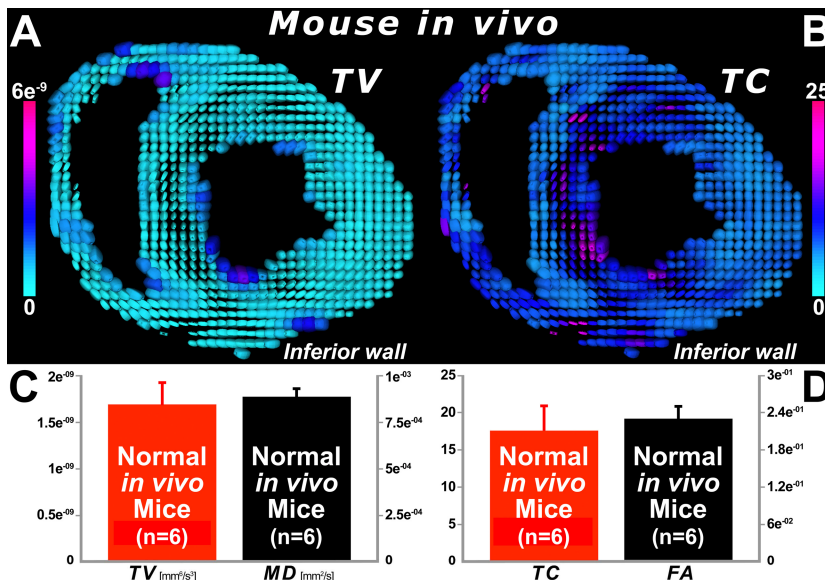 Mouse in vivo
A
B
TV
TC
6e⁻⁹
0
25
0
Inferior wall
Inferior wall
C
D
2e⁻⁰⁹
1.5e⁻⁰⁹
1e⁻⁰⁹
0.5e⁻⁰⁹
0
1e⁻⁰³
7.5e⁻⁰⁴
5e⁻⁰⁴
2.5e⁻⁰⁴
0
Normal
in vivo
Mice
(n=6)
Normal
in vivo
Mice
(n=6)
TV [mm⁶/s³]
MD [mm²/s]
25
20
15
10
5
0
3e⁻⁰¹
2.4e⁻⁰¹
1.2e⁻⁰¹
1.2e⁻⁰¹
6e⁻⁰²
0
Normal
in vivo
Mice
(n=6)
Normal
in vivo
Mice
(n=6)
TC
FA